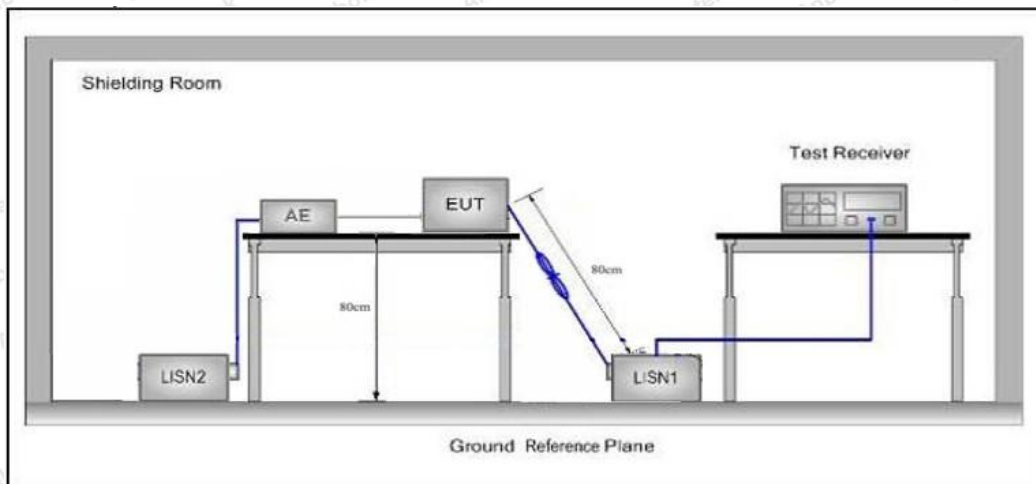 Shielding Room
Test Receiver
AE
EUT
80cm
80cm
LISN2
LISN1
Ground Reference Plane